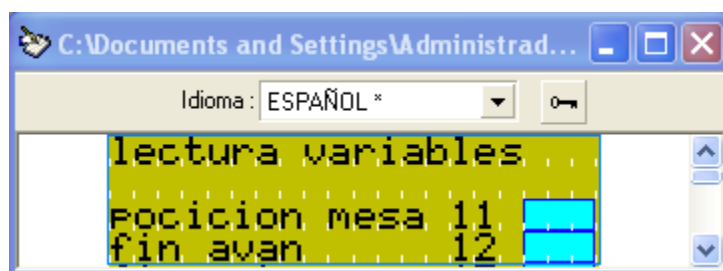 C:\Documents and Settings\Administrad...
Idioma : ESPAÑOL *
lectura variables
pocicion mesa 11
fin avan 12